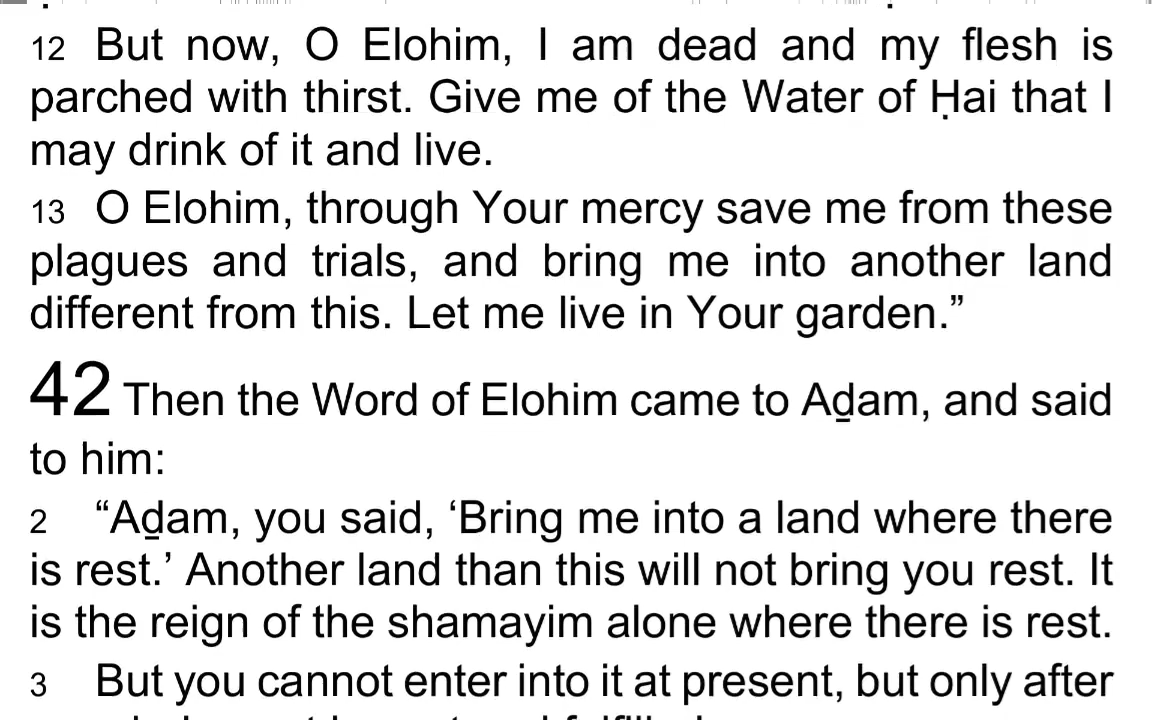 12 But now, O Elohim, I am dead and my flesh is
parched with thirst. Give me of the Water of Ḥai that I
may drink of it and live.
13 O Elohim, through Your mercy save me from these
plagues and trials, and bring me into another land
different from this. Let me live in Your garden.”
42 Then the Word of Elohim came to Aḏam, and said
to him:
2 “Aḏam, you said, ‘Bring me into a land where there
is rest.’ Another land than this will not bring you rest. It
is the reign of the shamayim alone where there is rest.
3 But you cannot enter into it at present, but only after